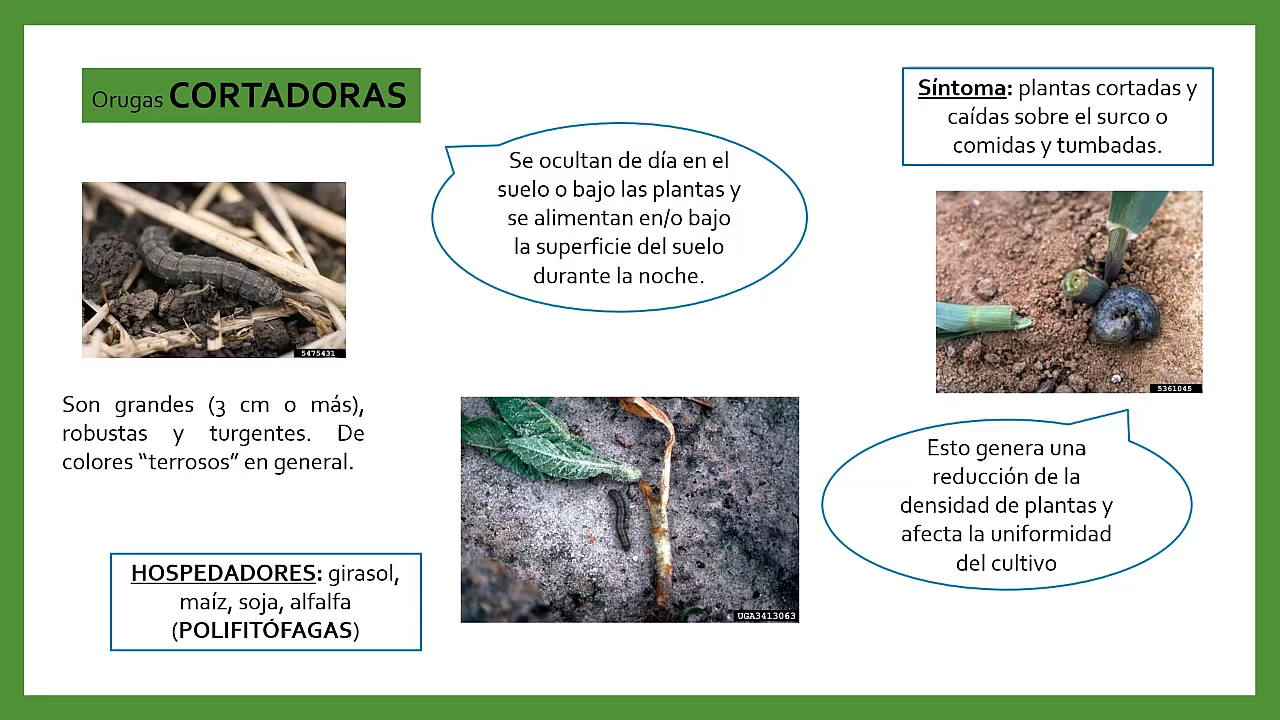 Orugas CORTADORAS
Síntoma: plantas cortadas y
caídas sobre el surco o
comidas y tumbadas.
Se ocultan de día en el
suelo o bajo las plantas y
se alimentan en/o bajo
la superficie del suelo
durante la noche.
5475431
5361045
Son grandes (3 cm o más),
robustas y turgentes. De
colores “terrosos” en general.
UGA3413063
Esto genera una
reducción de la
densidad de plantas y
afecta la uniformidad
del cultivo
HOSPEDADORES: girasol,
maíz, soja, alfalfa
(POLIFITÓFAGAS)